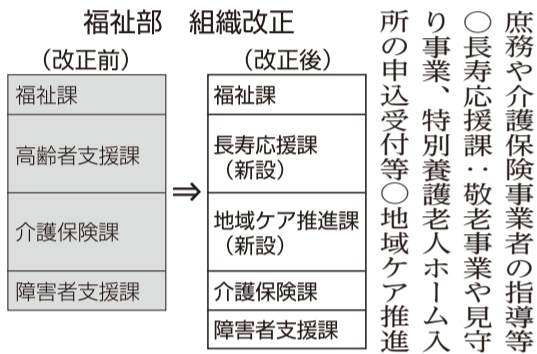 福祉部 組織改正
（改正前）
福祉課
高齢者支援課
介護保険課
障害者支援課
⇒
（改正後）
福祉課
長寿応援課
（新設）
地域ケア推進課
（新設）
介護保険課
障害者支援課
庶務や介護保険事業者の指導等
○長寿応援課：敬老事業や見守
り事業、特別養護老人ホーム入
所の申込受付等○地域ケア推進